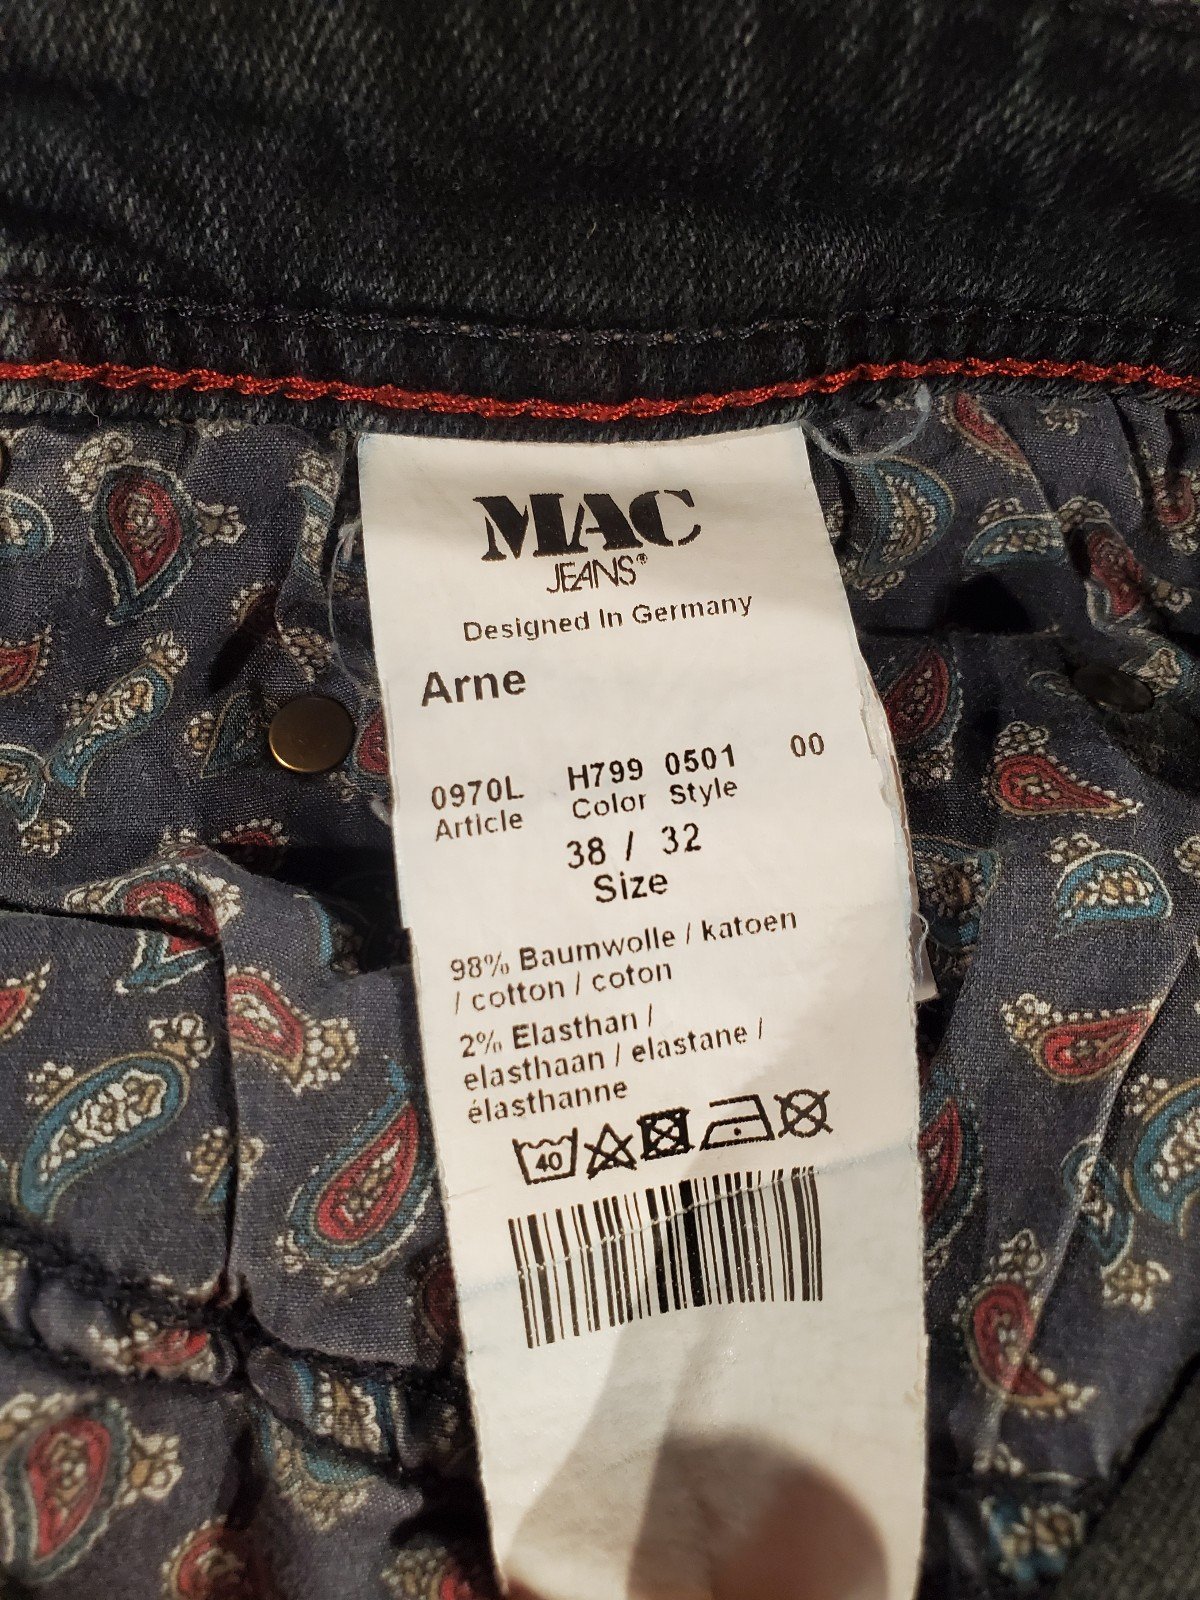 MAC
JEANS®
Designed In Germany
Arne
0970L H799 0501 00
Article Color Style
38 / 32
Size
98% Baumwolle / katoen
/ cotton / coton
2% Elasthan /
elasthaan / elastane /
élasthanne
40